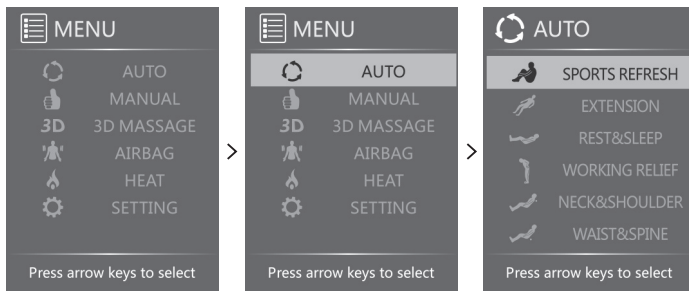 MENU
AUTO
MANUAL
3D 3D MASSAGE
AIRBAG
HEAT
SETTING
Press arrow keys to select
>
MENU
AUTO
MANUAL
3D 3D MASSAGE
AIRBAG
HEAT
SETTING
Press arrow keys to select
>
AUTO
SPORTS REFRESH
EXTENSION
REST&SLEEP
WORKING RELIEF
NECK&SHOULDER
WAIST&SPINE
Press arrow keys to select